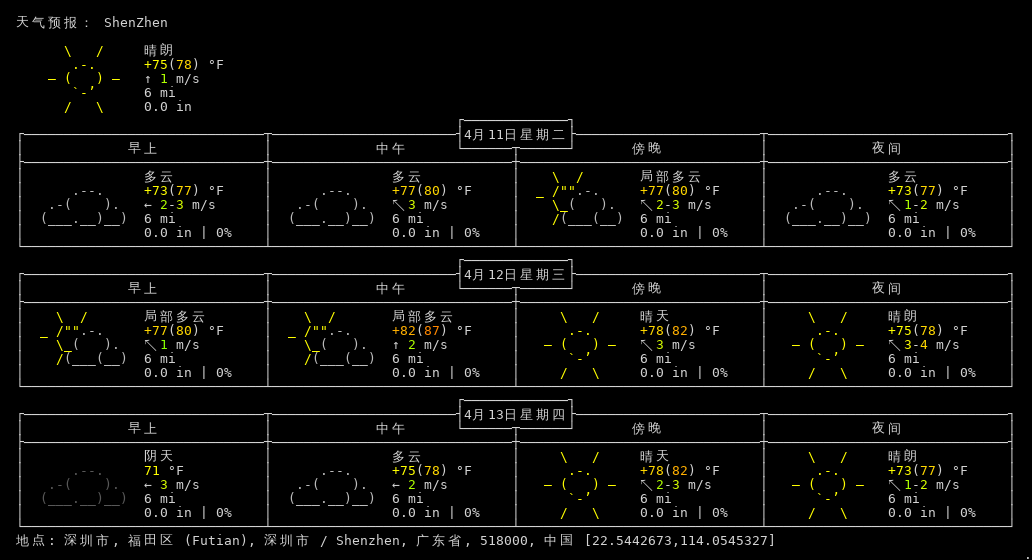 天气预报： ShenZhen
晴朗
+75(78) °F
↑ 1 m/s
6 mi
0.0 in
4月11日星期二
早上 中午 傍晚 夜间
多云 多云 局部多云 多云
+73(77) °F +77(80) °F +77(80) °F +73(77) °F
← 2-3 m/s ↖ 3 m/s ↖ 2-3 m/s ↖ 1-2 m/s
6 mi 6 mi 6 mi 6 mi
0.0 in | 0% 0.0 in | 0% 0.0 in | 0% 0.0 in | 0%
4月12日星期三
早上 中午 傍晚 夜间
局部多云 局部多云 晴天 晴朗
+77(80) °F +82(87) °F +78(82) °F +75(78) °F
↖ 1 m/s ↑ 2 m/s ↖ 3 m/s ↖ 3-4 m/s
6 mi 6 mi 6 mi 6 mi
0.0 in | 0% 0.0 in | 0% 0.0 in | 0% 0.0 in | 0%
4月13日星期四
早上 中午 傍晚 夜间
阴天 多云 晴天 晴朗
71 °F +75(78) °F +78(82) °F +73(77) °F
← 3 m/s ← 2 m/s ↖ 2-3 m/s ↖ 1-2 m/s
6 mi 6 mi 6 mi 6 mi
0.0 in | 0% 0.0 in | 0% 0.0 in | 0% 0.0 in | 0%
地点: 深圳市, 福田区 (Futian), 深圳市 / Shenzhen, 广东省, 518000, 中国 [22.5442673,114.0545327]